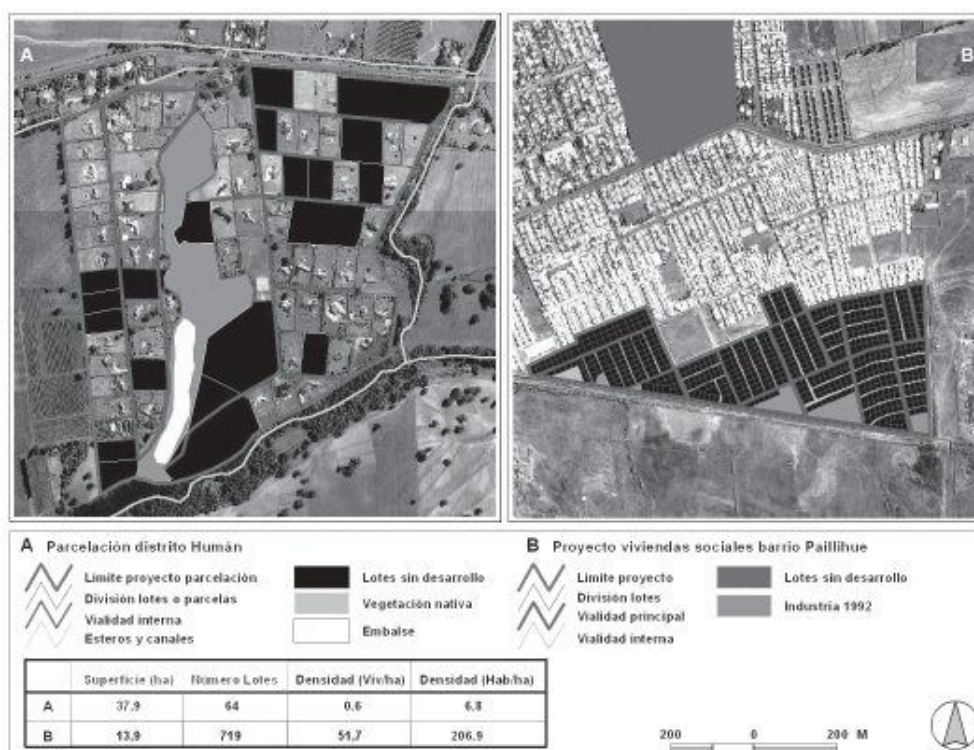 A
B
A Parcelación distrito Humán
Límite proyecto parcelación
División lotes o parcelas
Vialidad interna
Esteros y canales
Lotes sin desarrollo
Vegetación nativa
Embalse
B Proyecto viviendas sociales barrio Paillihue
Límite proyecto
División lotes
Vialidad principal
Vialidad interna
Lotes sin desarrollo
Industria 1992
Superficie (ha) Número Lotes Densidad (Viv/ha) Densidad (Hab/ha)
A 37,9 64 0,6 6,8
B 13,9 719 51,7 206,9
200 0 200 M